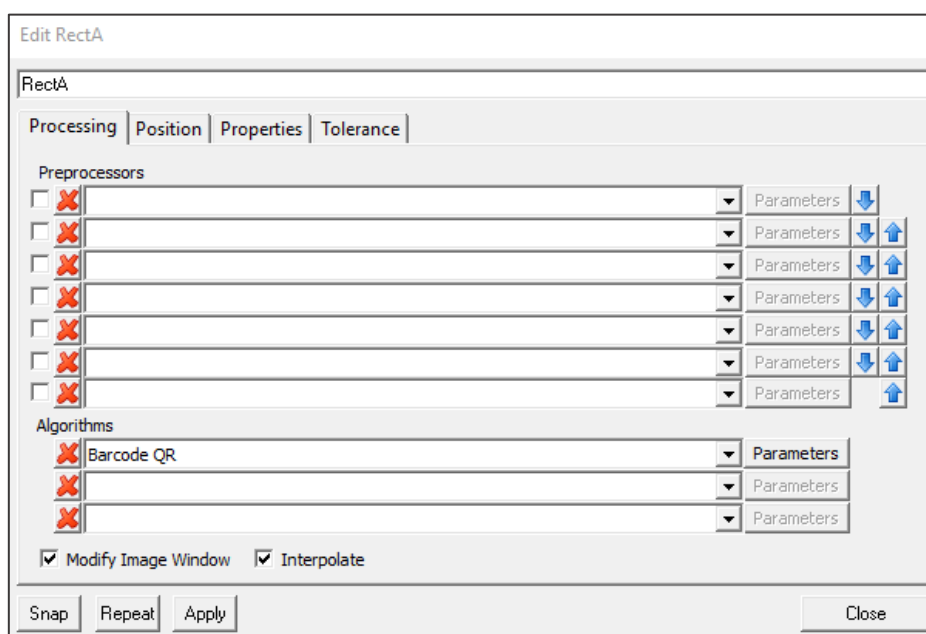 Edit RectA
RectA
Processing Position Properties Tolerance
Preprocessors
Parameters
Parameters
Parameters
Parameters
Parameters
Parameters
Parameters
Algorithms
Barcode QR Parameters
Parameters
Parameters
Modify Image Window Interpolate
Snap Repeat Apply Close